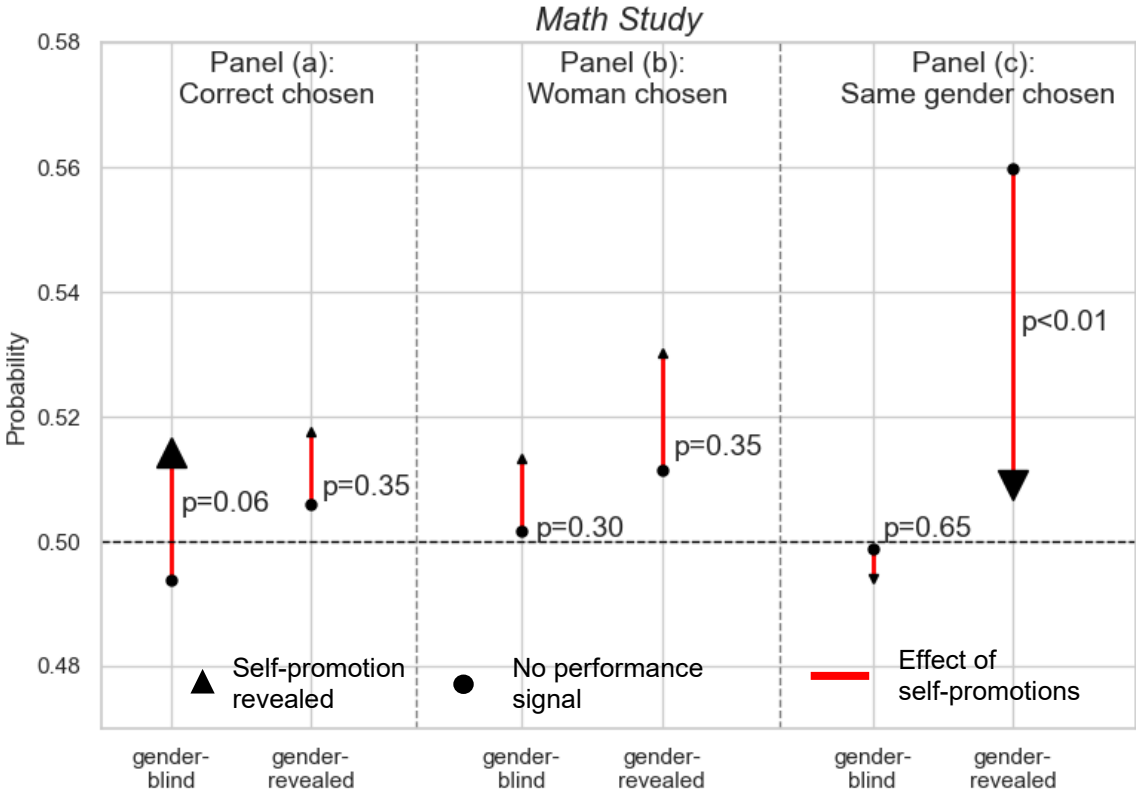 Math Study
0.58
Panel (a):
Correct chosen
Panel (b):
Woman chosen
Panel (c):
Same gender chosen
0.56
0.54
p<0.01
0.52
Probability
p=0.35
p=0.06
p=0.35
p=0.30
p=0.65
0.50
0.48
Self-promotion
revealed
No performance
signal
Effect of
self-promotions
gender-
blind
gender-
revealed
gender-
blind
gender-
revealed
gender-
blind
gender-
revealed